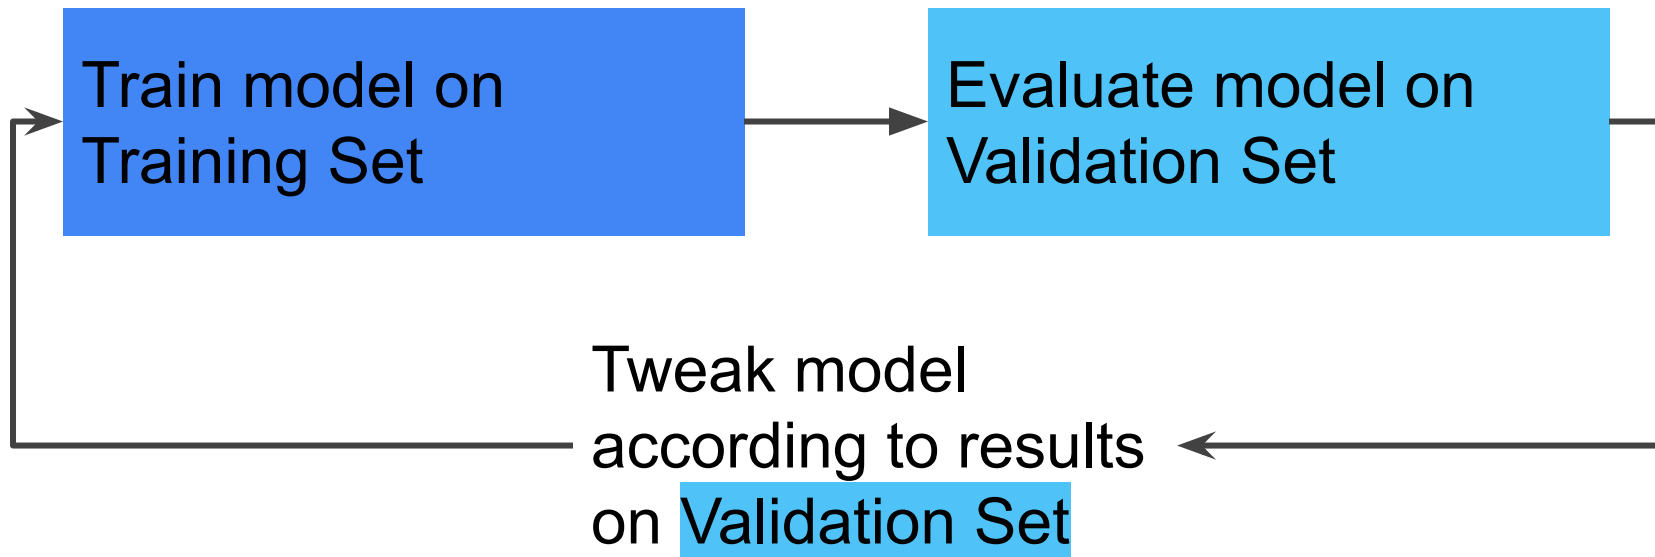 Train model on
Training Set
Evaluate model on
Validation Set
Tweak model
according to results
on Validation Set